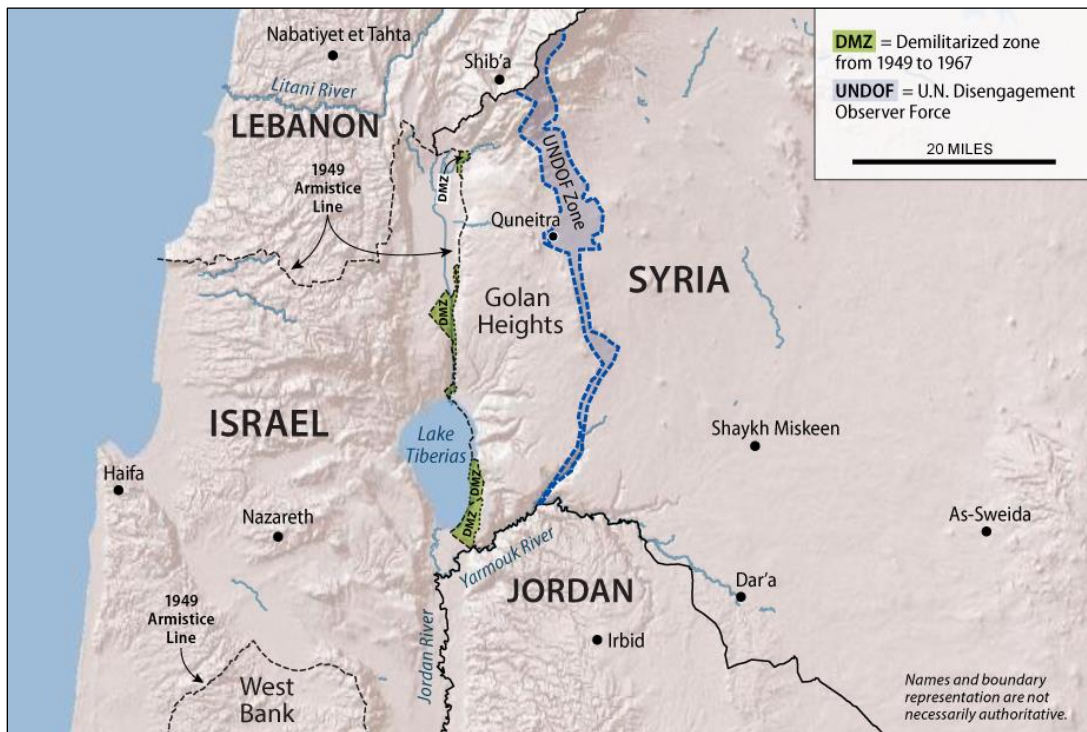 Nabatiyet et Tahta
Shib'a
Litani River
LEBANON
1949
Armistice
Line
DMZ
UNDOF Zone
Quneitra
SYRIA
DMZ
Golan
Heights
ISRAEL
Lake
Tiberias
Shaykh Miskeen
Haifa
DMZ
Nazareth
DMZ
As-Sweida
Yarmouk River
JORDAN
Dar'a
1949
Armistice
Line
Jordan River
Irbid
West
Bank
DMZ = Demilitarized zone
from 1949 to 1967
UNDOF = U.N. Disengagement
Observer Force
20 MILES
Names and boundary
representation are not
necessarily authoritative.